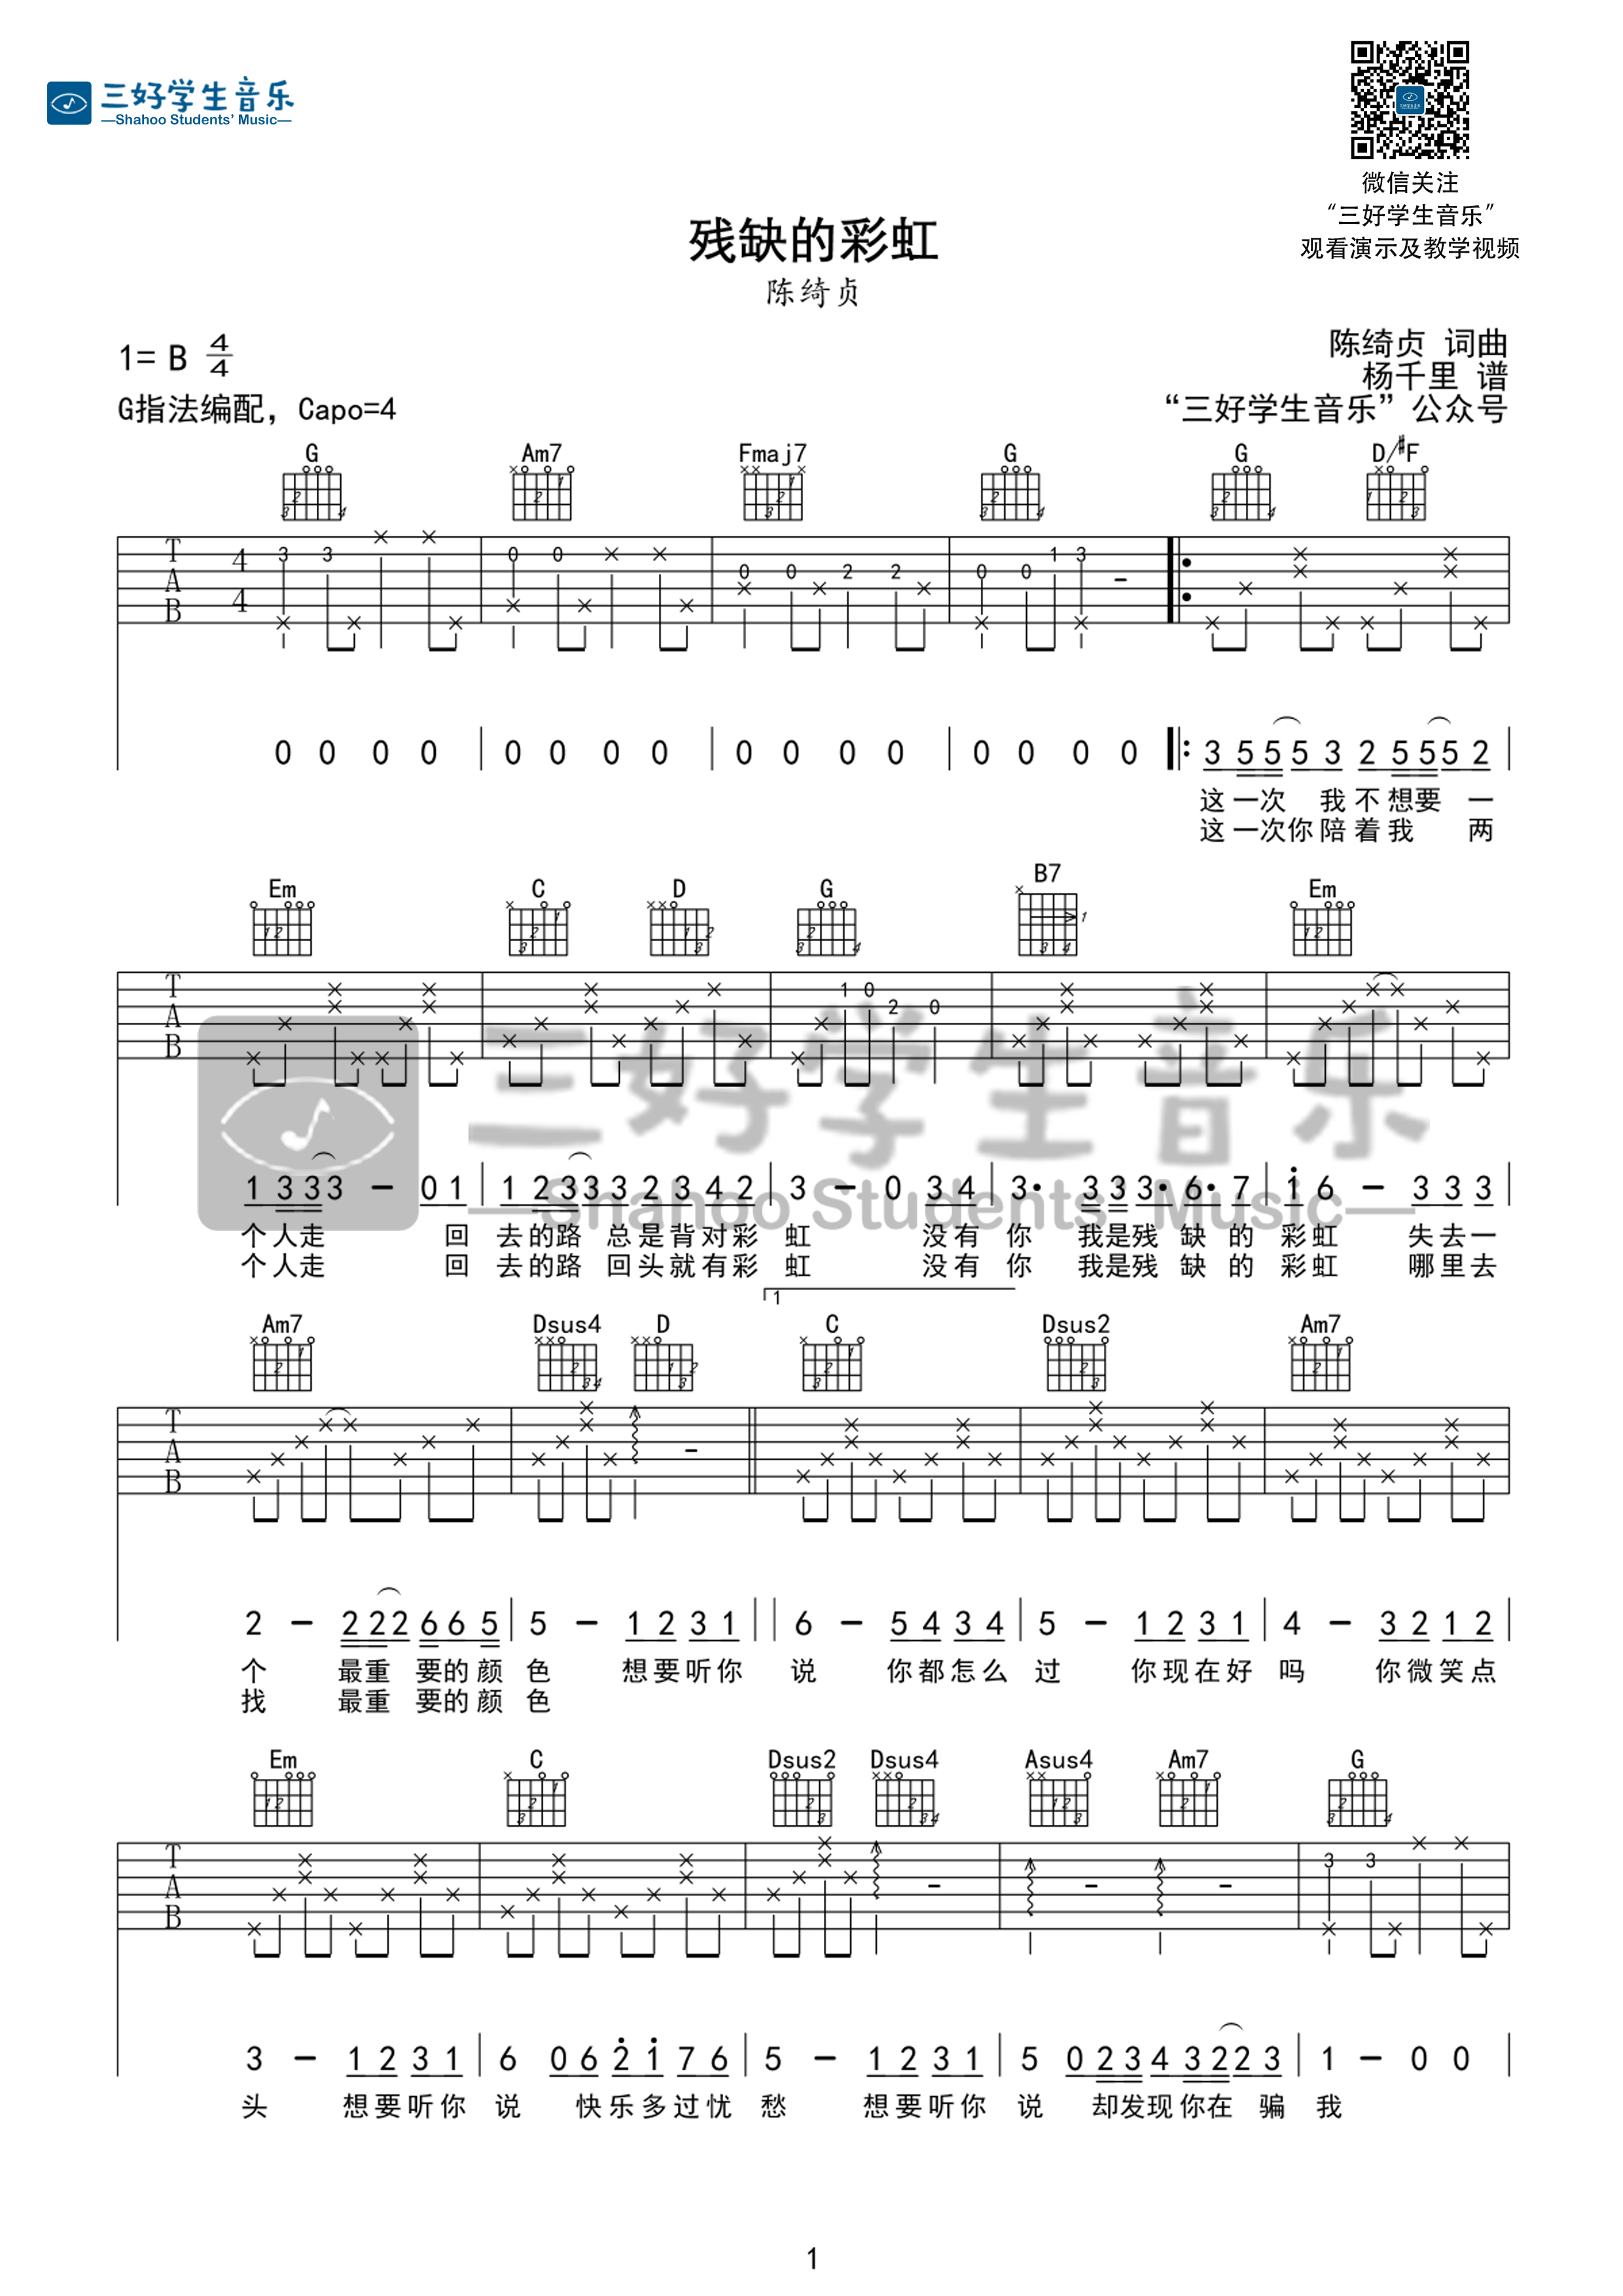 三好学生音乐
—Shahoo Students' Music—
微信关注
“三好学生音乐”
观看演示及教学视频
残缺的彩虹
陈绮贞
1= B 4/4
陈绮贞 词曲
杨千里 谱
G指法编配，Capo=4
“三好学生音乐”公众号
G Am7 Fmaj7 G G D/#F
0 0 0 0 | 0 0 0 0 | 0 0 0 0 | 0 0 0 0 |: 3 5 5 5 3 2 5 5 5 2 |
这一次 我不想要 一
这一次你陪着我 两
Em C D G B7 Em
1 3 3 3 - 0 1 | 1 2 3 3 3 2 3 4 2 | 3 - 0 3 4 | 3· 3 3 3· 6· 7 | i 6 - 3 3 3 |
个人走 回 去的路 总是背对彩 虹 没有 你 我是残 缺 的 彩虹 失去一
个人走 回 去的路 回头就有彩 虹 没有 你 我是残 缺 的 彩虹 哪里去
三好学生音乐
—Shahoo Students' Music—
1
Am7 Dsus4 D C Dsus2 Am7
2 - 2 2 2 6 6 5 | 5 - 1 2 3 1 || 6 - 5 4 3 4 | 5 - 1 2 3 1 | 4 - 3 2 1 2 |
个 最重 要的颜 色 想要听你 说 你都怎么 过 你现在好 吗 你微笑点
找 最重 要的颜 色
Em C Dsus2 Dsus4 Asus4 Am7 G
3 - 1 2 3 1 | 6 0 6 2̇ 1̇ 7 6 | 5 - 1 2 3 1 | 5 0 2 3 4 3 2 2 3 | 1 - 0 0 |
头 想要听你 说 快乐多过忧 愁 想要听你 说 却发现你在 骗 我
1